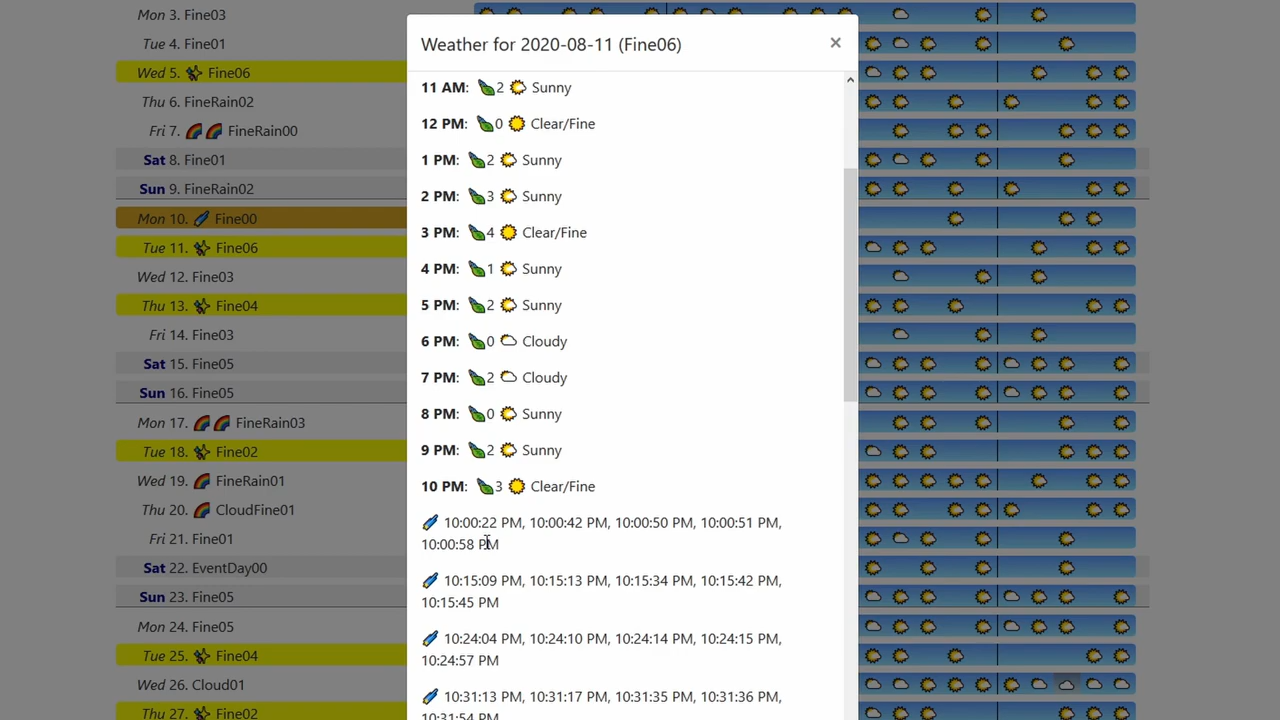 Mon 3. Fine03
Tue 4. Fine01
Wed 5. Fine06
Thu 6. FineRain02
Fri 7. FineRain00
Sat 8. Fine01
Sun 9. FineRain02
Mon 10. Fine00
Tue 11. Fine06
Wed 12. Fine03
Thu 13. Fine04
Fri 14. Fine03
Sat 15. Fine05
Sun 16. Fine05
Mon 17. FineRain03
Tue 18. Fine02
Wed 19. FineRain01
Thu 20. CloudFine01
Fri 21. Fine01
Sat 22. EventDay00
Sun 23. Fine05
Mon 24. Fine05
Tue 25. Fine04
Wed 26. Cloud01
Thu 27. Fine02
Weather for 2020-08-11 (Fine06) ×
11 AM: 2 Sunny
12 PM: 0 Clear/Fine
1 PM: 2 Sunny
2 PM: 3 Sunny
3 PM: 4 Clear/Fine
4 PM: 1 Sunny
5 PM: 2 Sunny
6 PM: 0 Cloudy
7 PM: 2 Cloudy
8 PM: 0 Sunny
9 PM: 2 Sunny
10 PM: 3 Clear/Fine
10:00:22 PM, 10:00:42 PM, 10:00:50 PM, 10:00:51 PM,
10:00:58 PM
10:15:09 PM, 10:15:13 PM, 10:15:34 PM, 10:15:42 PM,
10:15:45 PM
10:24:04 PM, 10:24:10 PM, 10:24:14 PM, 10:24:15 PM,
10:24:57 PM
10:31:13 PM, 10:31:17 PM, 10:31:35 PM, 10:31:36 PM,
10:31:54 PM